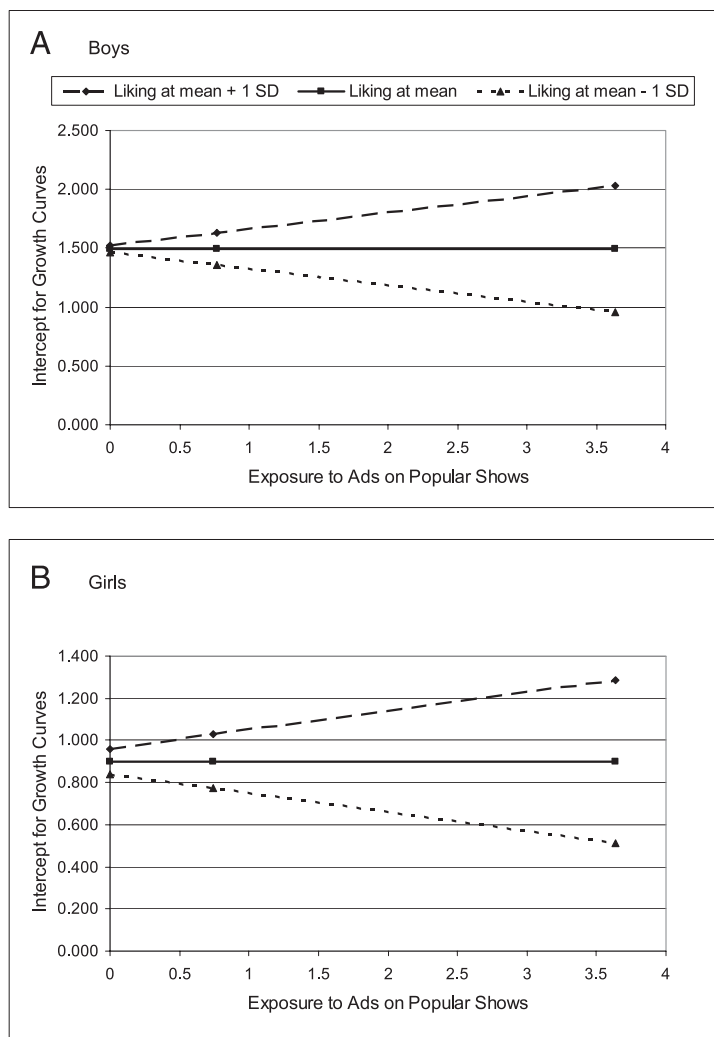 A Boys
Liking at mean + 1 SD Liking at mean Liking at mean - 1 SD
2.500
2.000
1.500
1.000
0.500
0.000
Intercept for Growth Curves
0 0.5 1 1.5 2 2.5 3 3.5 4
Exposure to Ads on Popular Shows
B Girls
1.400
1.200
1.000
0.800
0.600
0.400
0.200
0.000
Intercept for Growth Curves
0 0.5 1 1.5 2 2.5 3 3.5 4
Exposure to Ads on Popular Shows